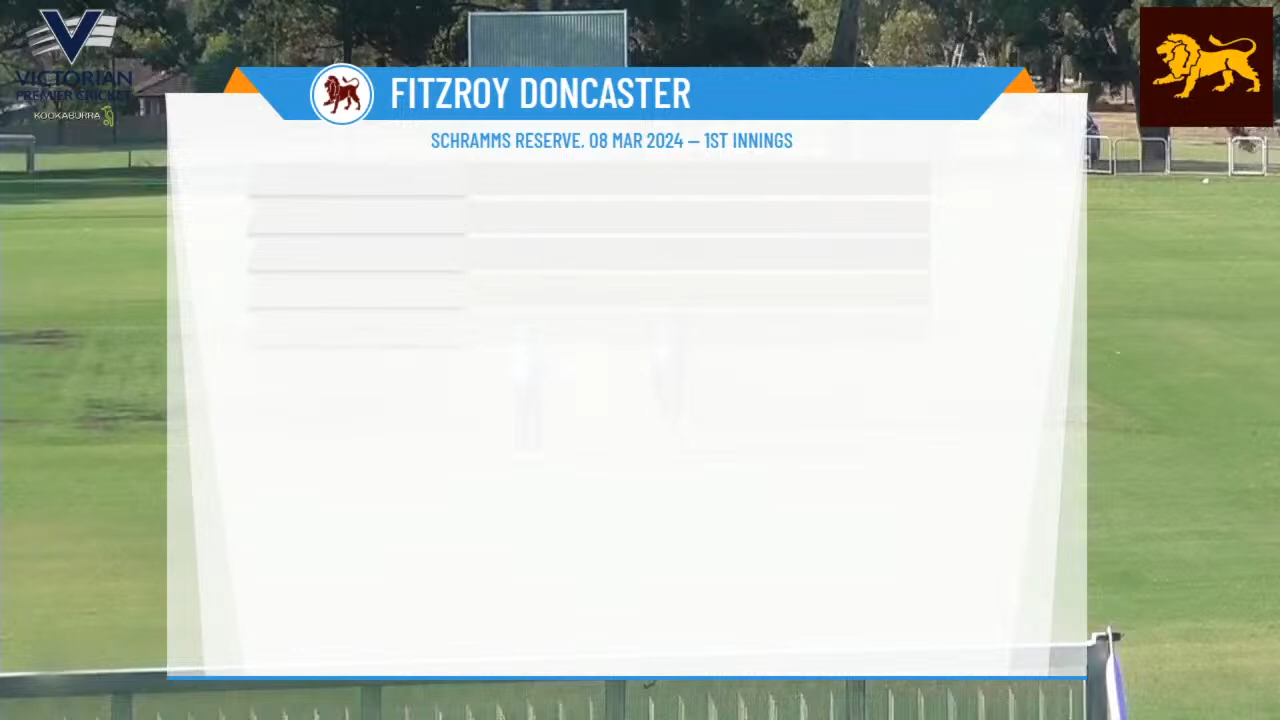 VICTORIAN
PREMIER CRICKET
KOOKABURRA
FITZROY DONCASTER
SCHRAMMS RESERVE, 08 MAR 2024 – 1ST INNINGS